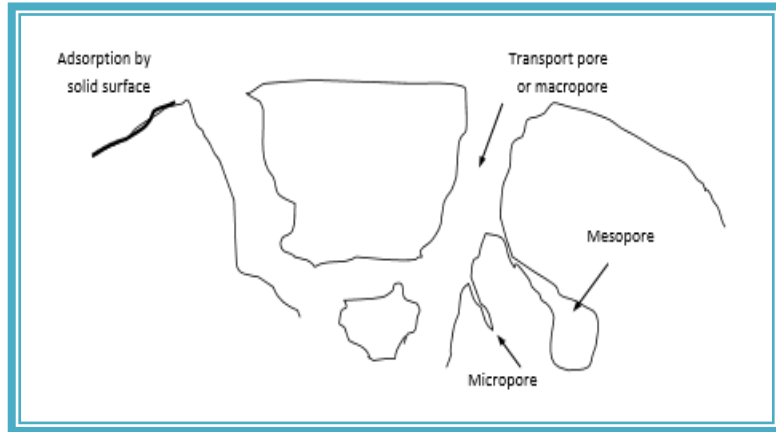 Adsorption by
solid surface
Transport pore
or macropore
Mesopore
Micropore